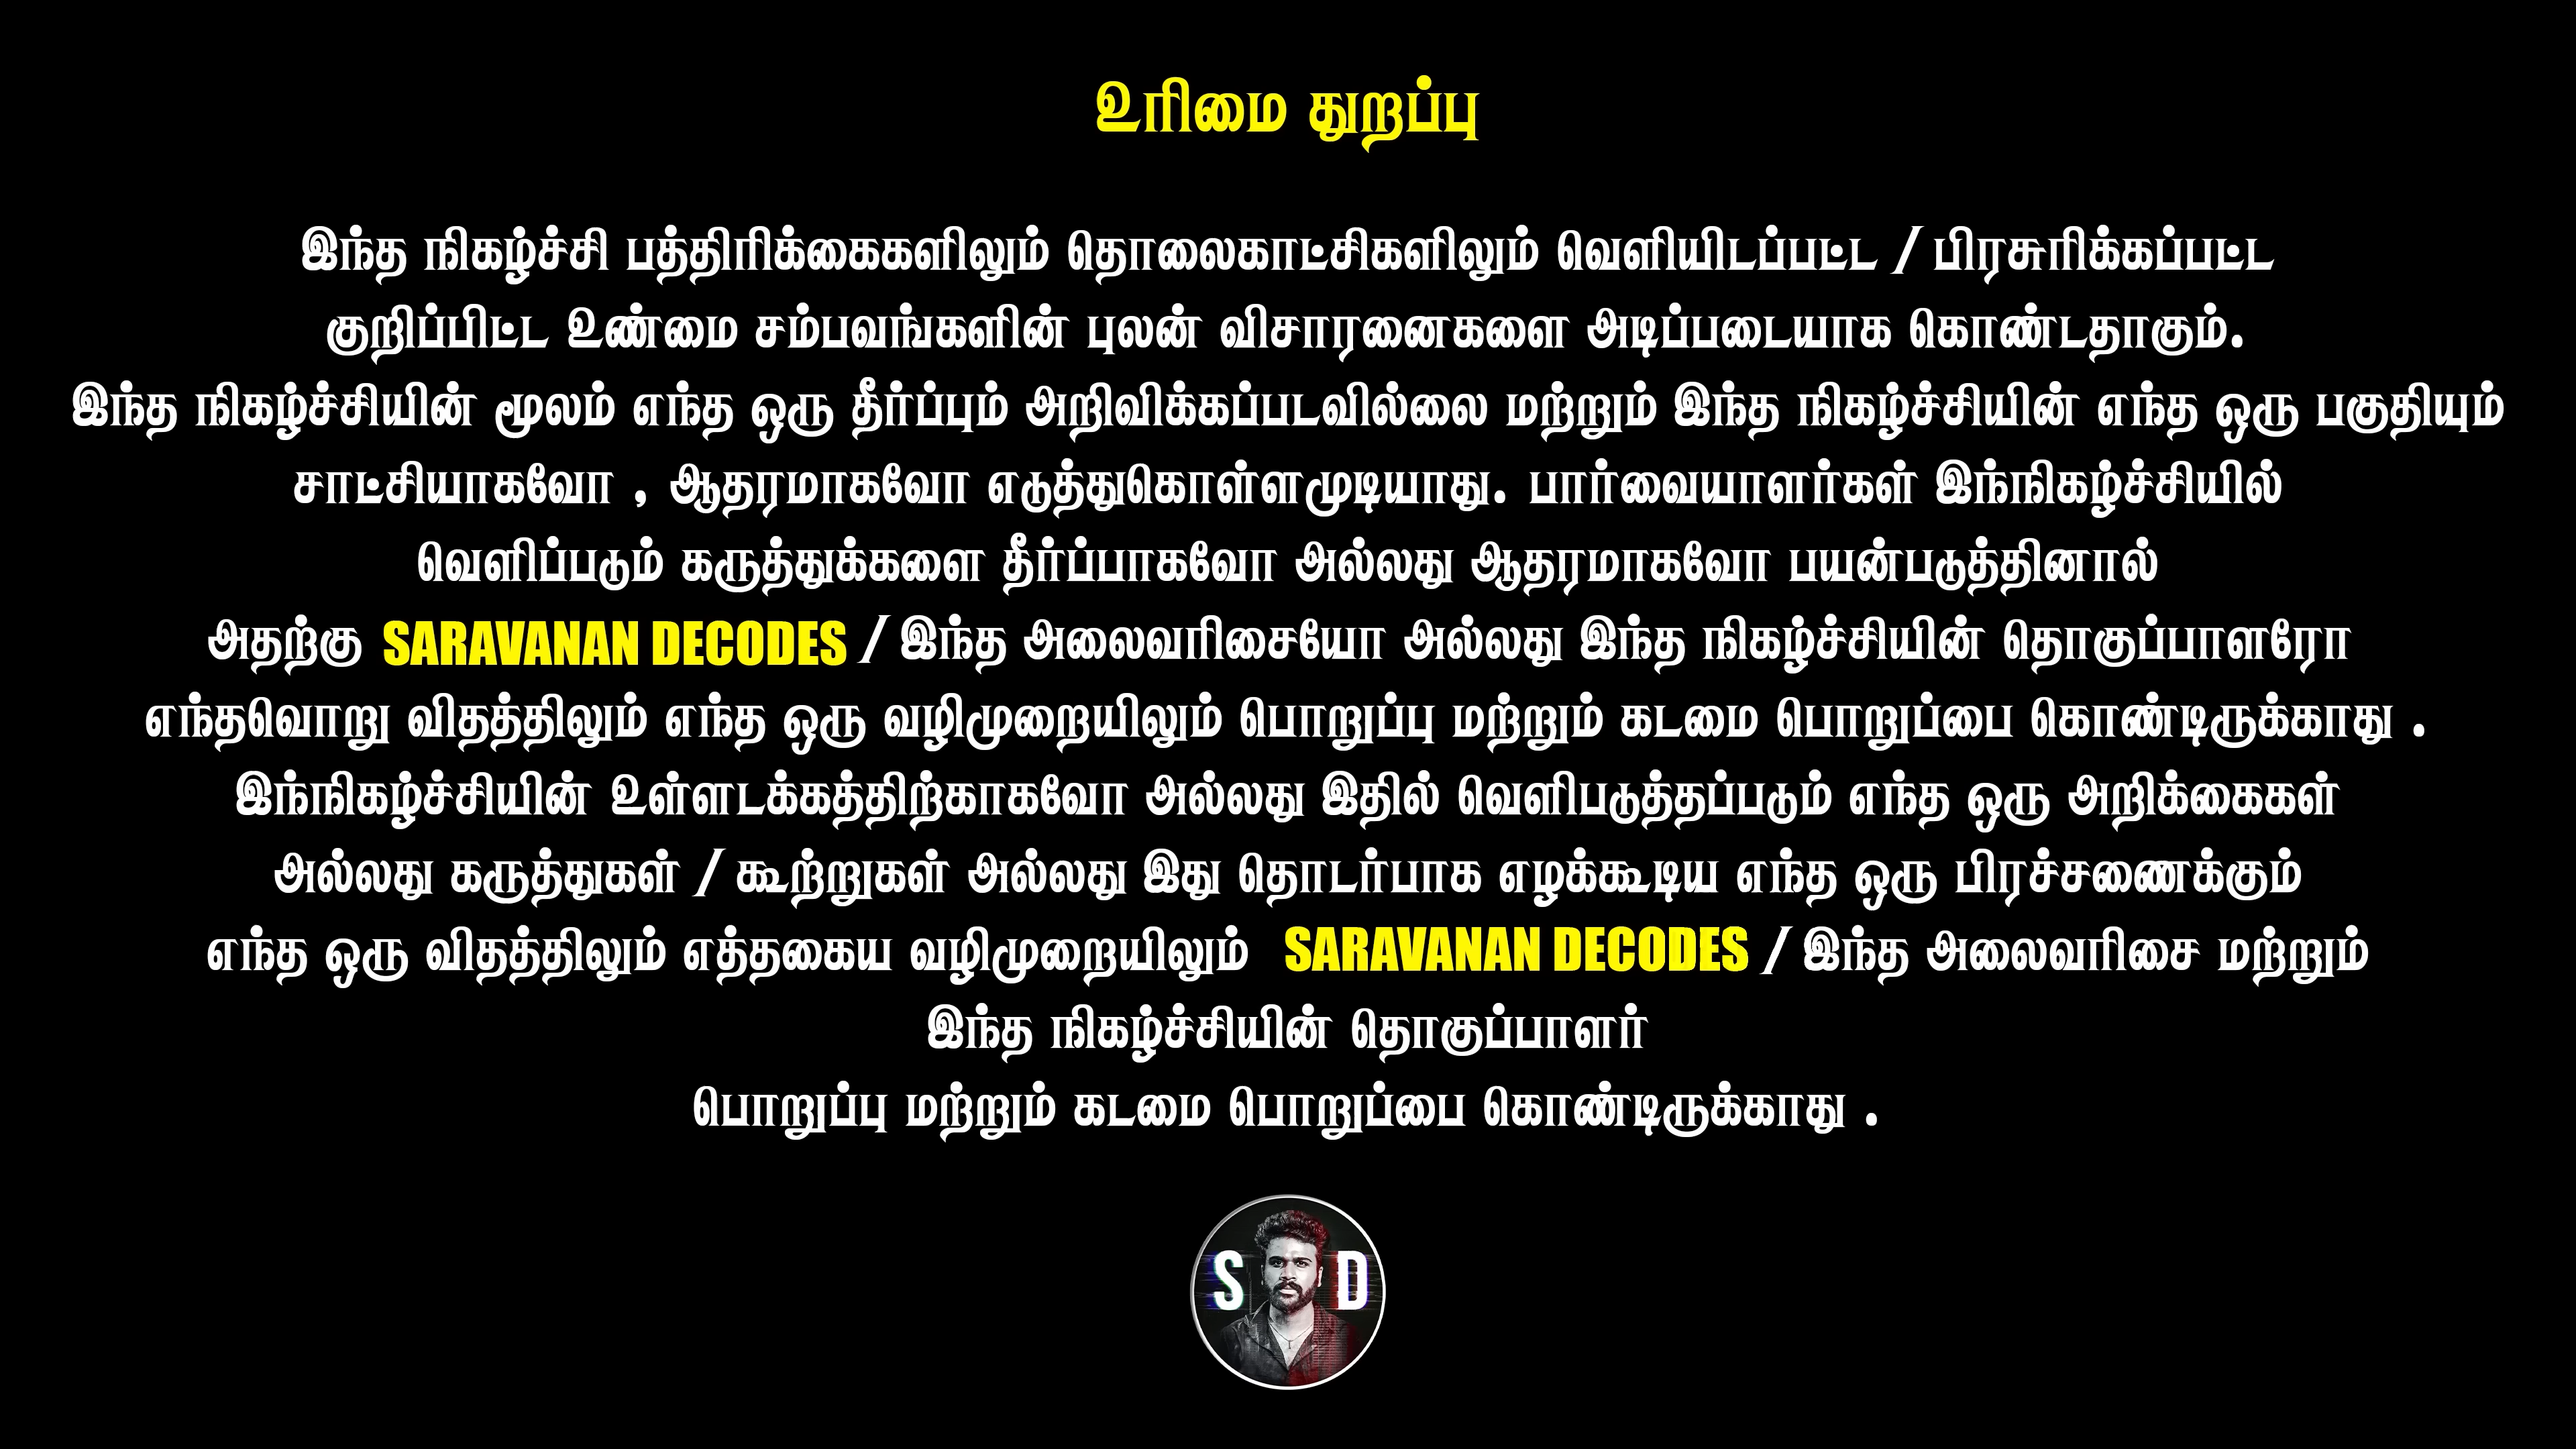 உரிமை துறப்பு
இந்த நிகழ்ச்சி பத்திரிக்கைகளிலும் தொலைகாட்சிகளிலும் வெளியிடப்பட்ட / பிரசுரிக்கப்பட்ட
குறிப்பிட்ட உண்மை சம்பவங்களின் புலன் விசாரனைகளை அடிப்படையாக கொண்டதாகும்.
இந்த நிகழ்ச்சியின் மூலம் எந்த ஒரு தீர்ப்பும் அறிவிக்கப்படவில்லை மற்றும் இந்த நிகழ்ச்சியின் எந்த ஒரு பகுதியும்
சாட்சியாகவோ , ஆதரமாகவோ எடுத்துகொள்ளமுடியாது. பார்வையாளர்கள் இந்நிகழ்ச்சியில்
வெளிப்படும் கருத்துக்களை தீர்ப்பாகவோ அல்லது ஆதரமாகவோ பயன்படுத்தினால்
அதற்கு SARAVANAN DECODES / இந்த அலைவரிசையோ அல்லது இந்த நிகழ்ச்சியின் தொகுப்பாளரோ
எந்தவொறு விதத்திலும் எந்த ஒரு வழிமுறையிலும் பொறுப்பு மற்றும் கடமை பொறுப்பை கொண்டிருக்காது .
இந்நிகழ்ச்சியின் உள்ளடக்கத்திற்காகவோ அல்லது இதில் வெளிபடுத்தப்படும் எந்த ஒரு அறிக்கைகள்
அல்லது கருத்துகள் / கூற்றுகள் அல்லது இது தொடர்பாக எழக்கூடிய எந்த ஒரு பிரச்சணைக்கும்
எந்த ஒரு விதத்திலும் எத்தகைய வழிமுறையிலும் SARAVANAN DECODES / இந்த அலைவரிசை மற்றும்
இந்த நிகழ்ச்சியின் தொகுப்பாளர்
பொறுப்பு மற்றும் கடமை பொறுப்பை கொண்டிருக்காது .
S D